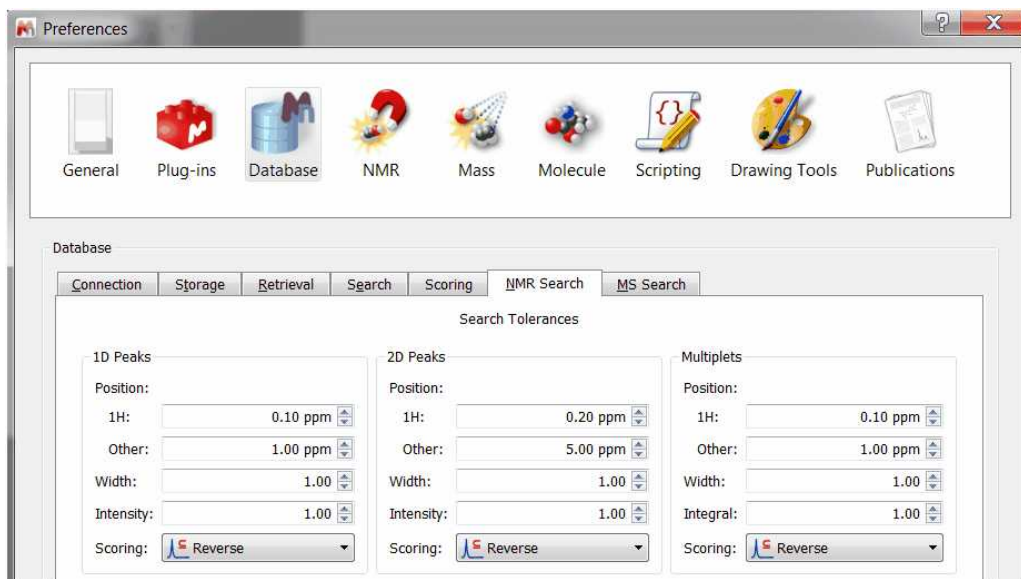 Preferences
General Plug-ins Database NMR Mass Molecule Scripting Drawing Tools Publications
Database
Connection Storage Retrieval Search Scoring NMR Search MS Search
Search Tolerances
1D Peaks 2D Peaks Multiplets
Position: Position: Position:
1H: 0.10 ppm 1H: 0.20 ppm 1H: 0.10 ppm
Other: 1.00 ppm Other: 5.00 ppm Other: 1.00 ppm
Width: 1.00 Width: 1.00 Width: 1.00
Intensity: 1.00 Intensity: 1.00 Integral: 1.00
Scoring: Reverse Scoring: Reverse Scoring: Reverse